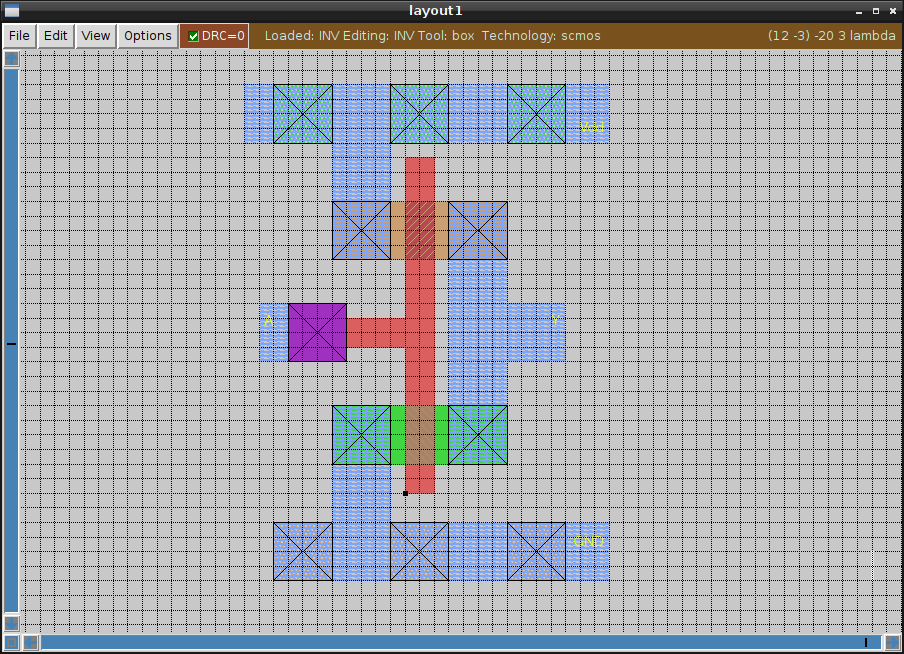 layout1
File Edit View Options DRC=0 Loaded: INV Editing: INV Tool: box Technology: scmos (12 -3) -20 3 lambda
Vdd
A
Y
GND